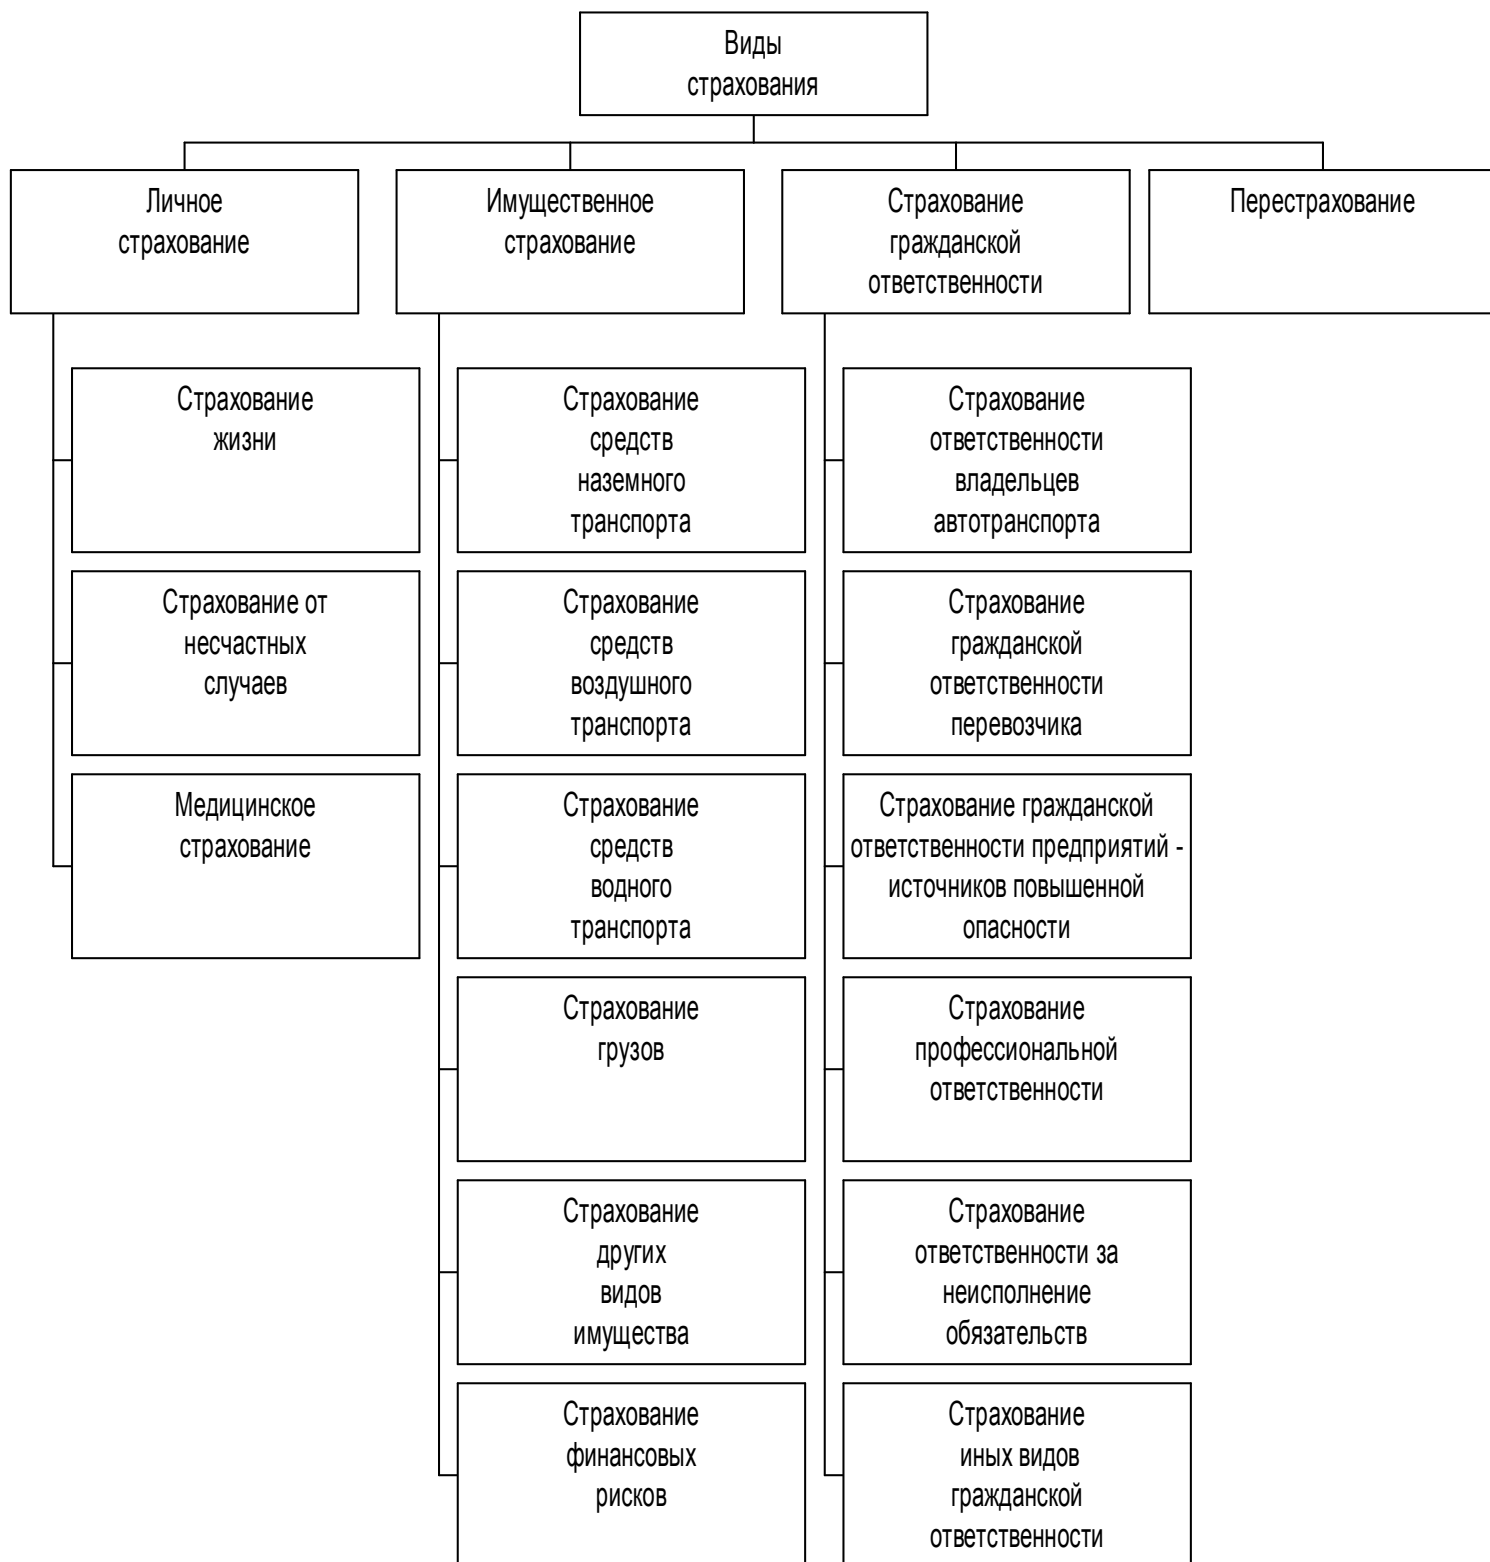 Виды
страхования
Личное
страхование
Имущественное
страхование
Страхование
гражданской
ответственности
Перестрахование
Страхование
жизни
Страхование от
несчастных
случаев
Медицинское
страхование
Страхование
средств
наземного
транспорта
Страхование
средств
воздушного
транспорта
Страхование
средств
водного
транспорта
Страхование
грузов
Страхование
других
видов
имущества
Страхование
финансовых
рисков
Страхование
ответственности
владельцев
автотранспорта
Страхование
гражданской
ответственности
перевозчика
Страхование гражданской
ответственности предприятий -
источников повышенной
опасности
Страхование
профессиональной
ответственности
Страхование
ответственности за
неисполнение
обязательств
Страхование
иных видов
гражданской
ответственности